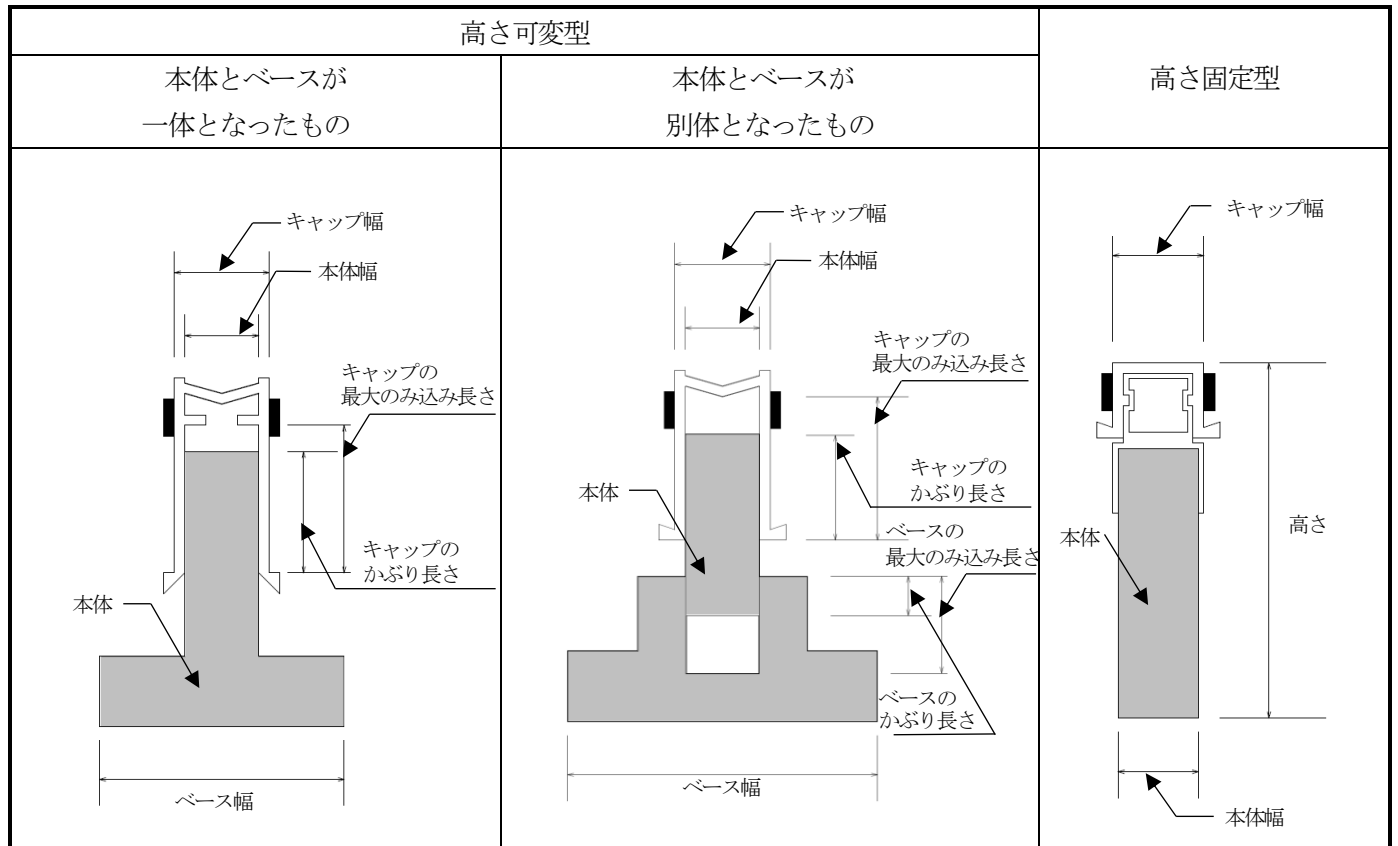 高さ可変型
高さ固定型
本体とベースが
一体となったもの
本体とベースが
別体となったもの
キャップ幅
本体幅
キャップの
最大のみ込み長さ
キャップの
かぶり長さ
本体
ベース幅
キャップ幅
本体幅
キャップの
最大のみ込み長さ
キャップの
かぶり長さ
本体
ベースの
最大のみ込み長さ
ベースの
かぶり長さ
ベース幅
キャップ幅
高さ
本体
本体幅